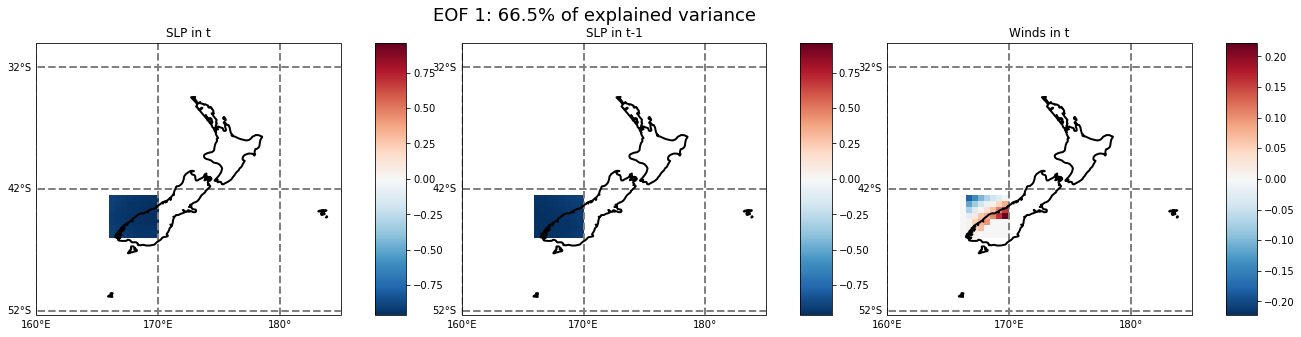 EOF 1: 66.5% of explained variance
SLP in t
SLP in t-1
Winds in t
32°S
42°S
52°S
160°E
170°E
180°
0.75
0.50
0.25
0.00
−0.25
−0.50
−0.75
32°S
42°S
52°S
160°E
170°E
180°
0.75
0.50
0.25
0.00
−0.25
−0.50
−0.75
32°S
42°S
52°S
160°E
170°E
180°
0.20
0.15
0.10
0.05
0.00
−0.05
−0.10
−0.15
−0.20